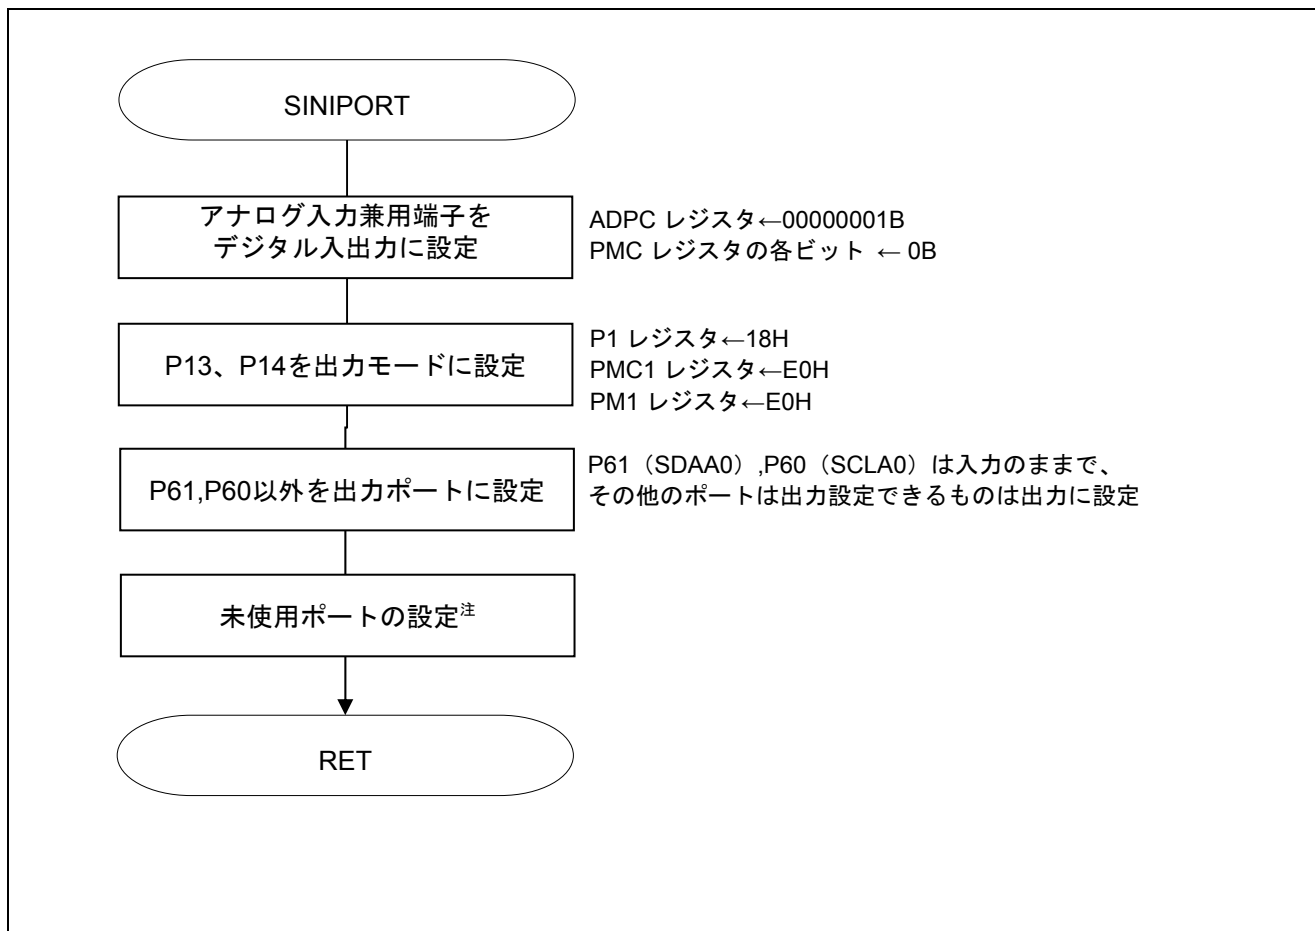 SINIPORT
アナログ入力兼用端子を
デジタル入出力に設定
ADPC レジスタ←00000001B
PMC レジスタの各ビット ← 0B
P13、P14を出力モードに設定
P1 レジスタ←18H
PMC1 レジスタ←E0H
PM1 レジスタ←E0H
P61,P60以外を出力ポートに設定
P61（SDAA0）,P60（SCLA0）は入力のままで、
その他のポートは出力設定できるものは出力に設定
未使用ポートの設定注
RET